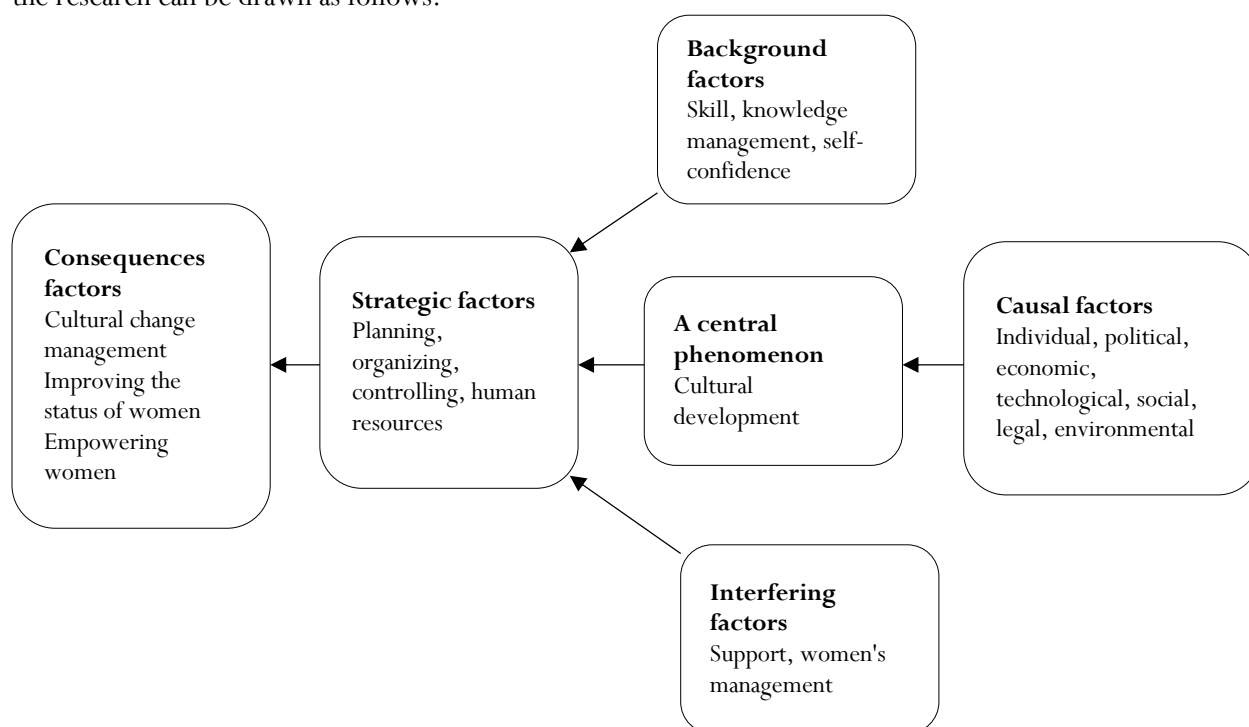 the research can be drawn as follows:
Background
factors
Skill, knowledge
management, self-
confidence
Consequences
factors
Cultural change
management
Improving the
status of women
Empowering
women
Strategic factors
Planning,
organizing,
controlling, human
resources
A central
phenomenon
Cultural
development
Causal factors
Individual, political,
economic,
technological, social,
legal, environmental
Interfering
factors
Support, women's
management